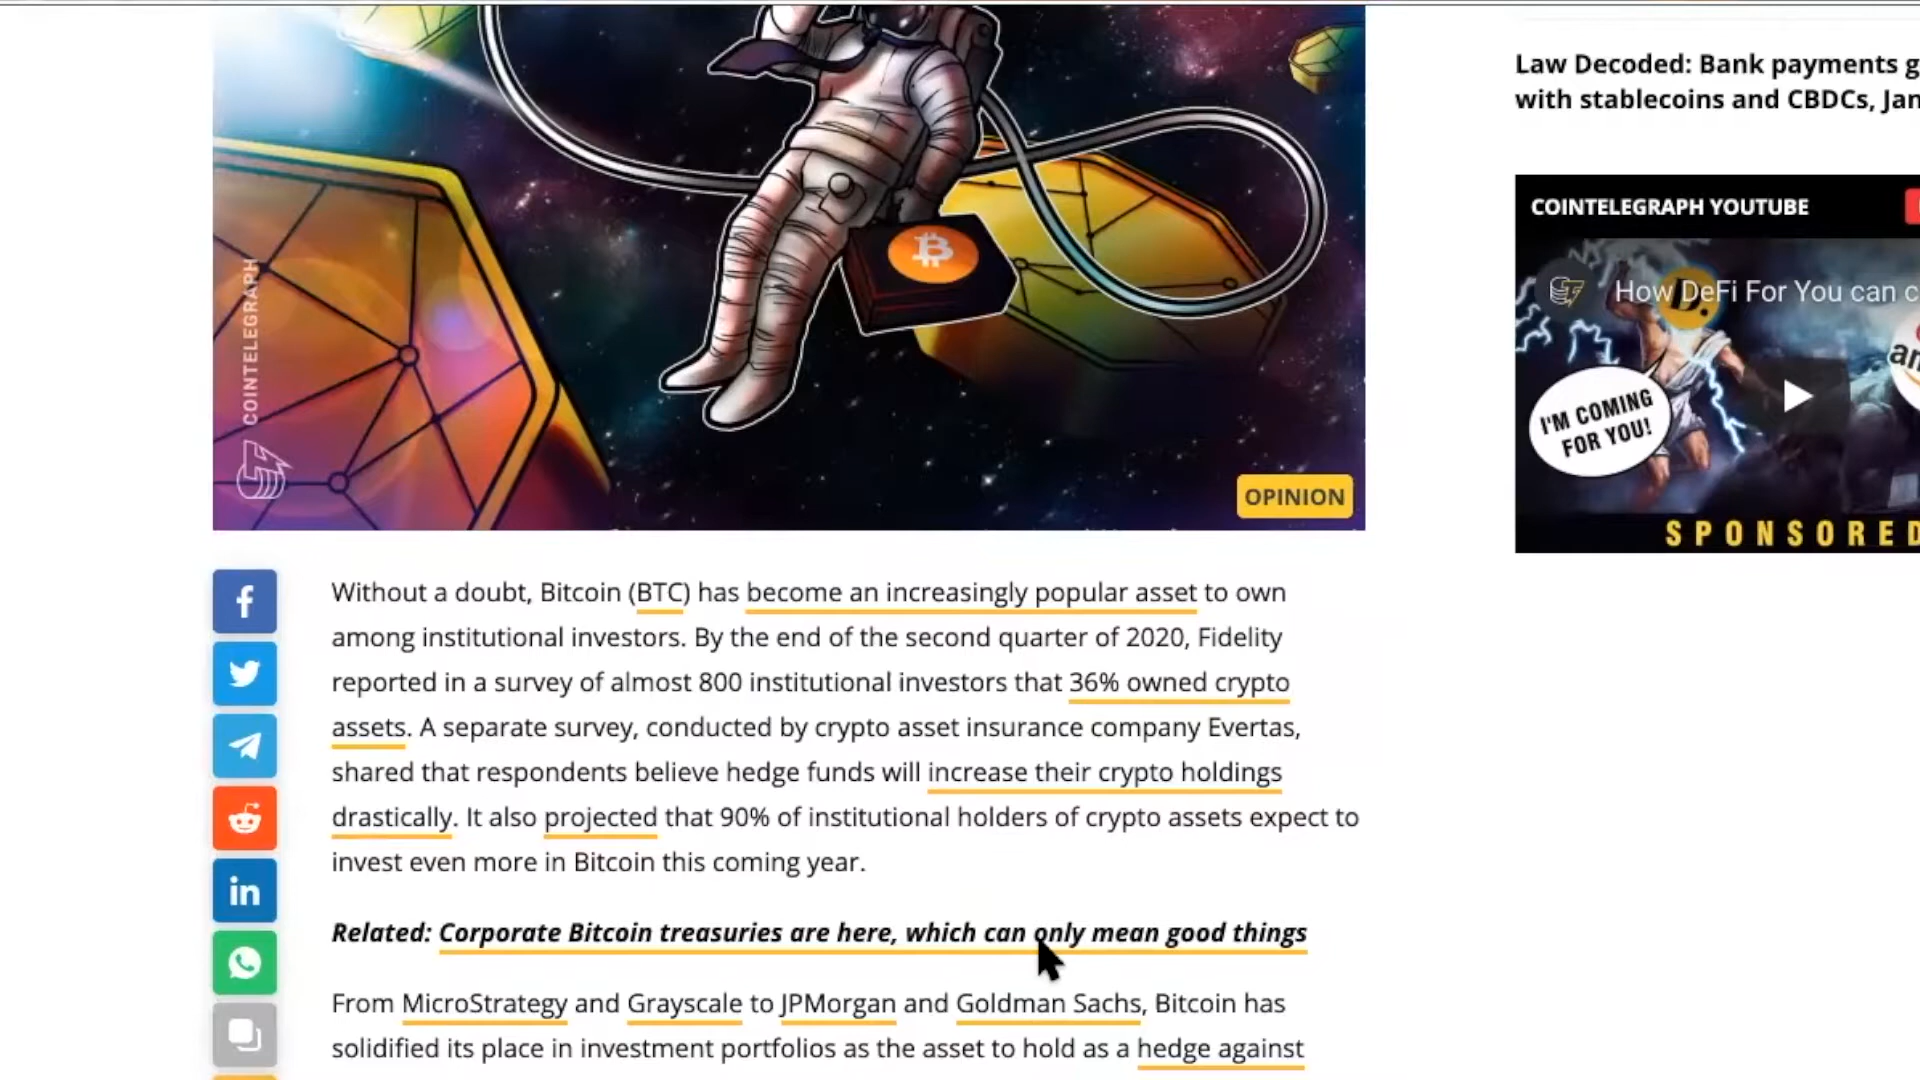 Law Decoded: Bank payments g
with stablecoins and CBDCs, Jan
COINTELEGRAPH YOUTUBE
How DeFi For You can c
I'M COMING
FOR YOU!
an
SPONSORED
COINTELEGRAPH
OPINION
Without a doubt, Bitcoin (BTC) has become an increasingly popular asset to own
among institutional investors. By the end of the second quarter of 2020, Fidelity
reported in a survey of almost 800 institutional investors that 36% owned crypto
assets. A separate survey, conducted by crypto asset insurance company Evertas,
shared that respondents believe hedge funds will increase their crypto holdings
drastically. It also projected that 90% of institutional holders of crypto assets expect to
invest even more in Bitcoin this coming year.
Related: Corporate Bitcoin treasuries are here, which can only mean good things
From MicroStrategy and Grayscale to JPMorgan and Goldman Sachs, Bitcoin has
solidified its place in investment portfolios as the asset to hold as a hedge against